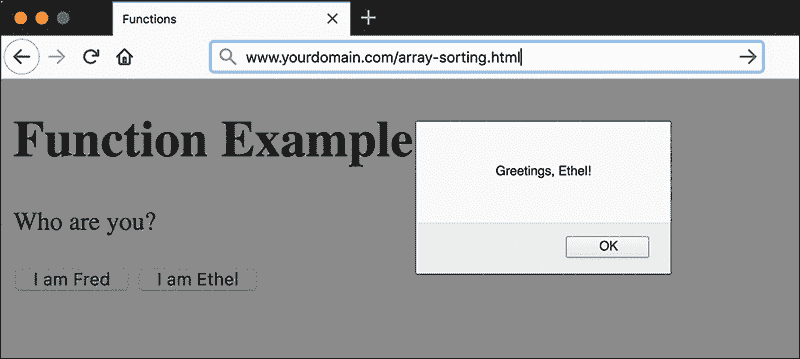 Functions
www.yourdomain.com/array-sorting.html
Function Example
Greetings, Ethel!
Who are you?
OK
I am Fred I am Ethel